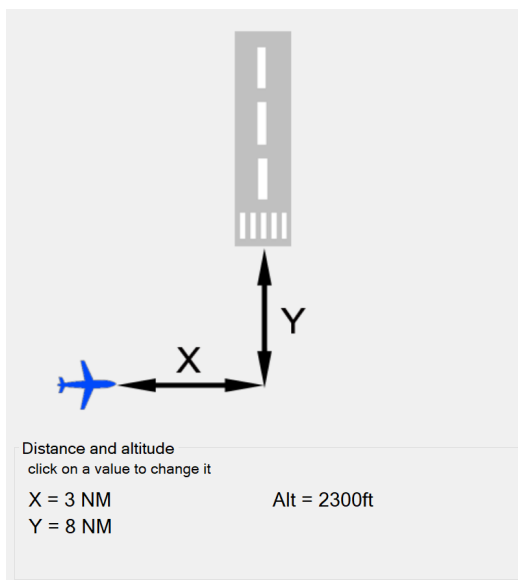 Y
X
Distance and altitude
click on a value to change it
X = 3 NM
Alt = 2300ft
Y = 8 NM